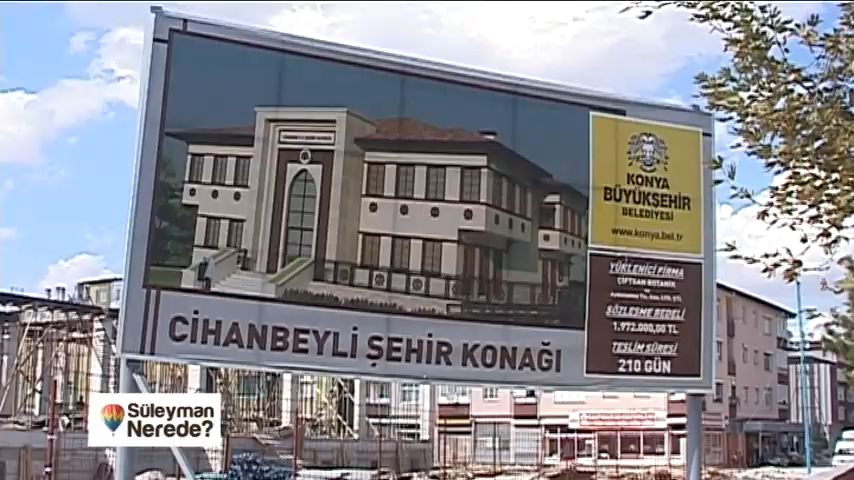 CİHANBEYLİ ŞEHİR KONAĞI
KONYA
BÜYÜKŞEHİR
BELEDİYESİ
www.konya.bel.tr
YÜKLENİCİ FİRMA
ÇİFTSAN BOTANİK
SÖZLEŞME BEDELİ
1.972.000,00 TL
TESLİM SÜRESİ
210 GÜN
Süleyman
Nerede?